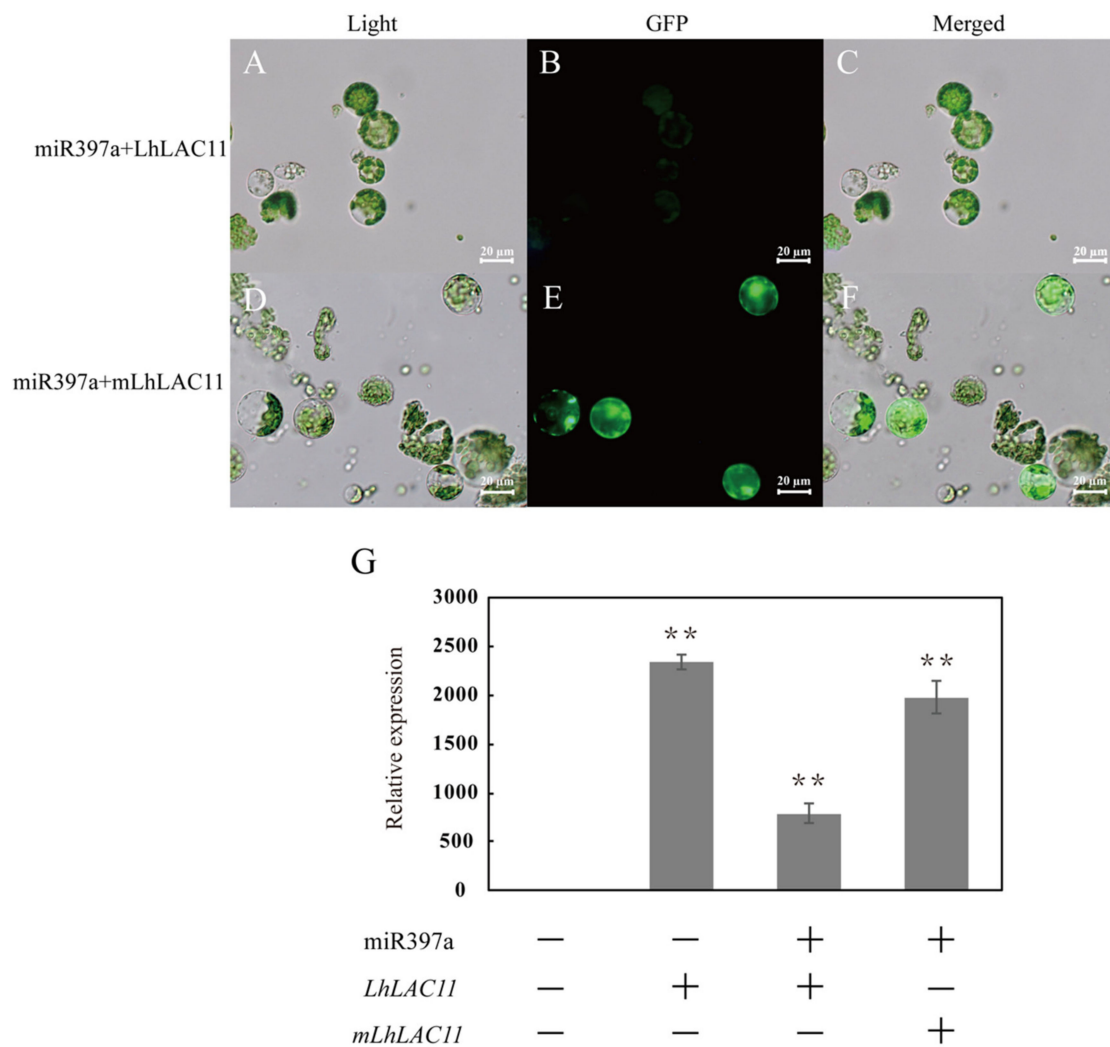 Light GFP Merged
A B C
miR397a+LhLAC11
20 µm 20 µm 20 µm
D E F
miR397a+mLhLAC11
20 µm 20 µm 20 µm
G
3000
2500
2000
1500
1000
500
0
Relative expression
** ** **
miR397a — — + +
LhLAC11 — + + —
mLhLAC11 — — — +